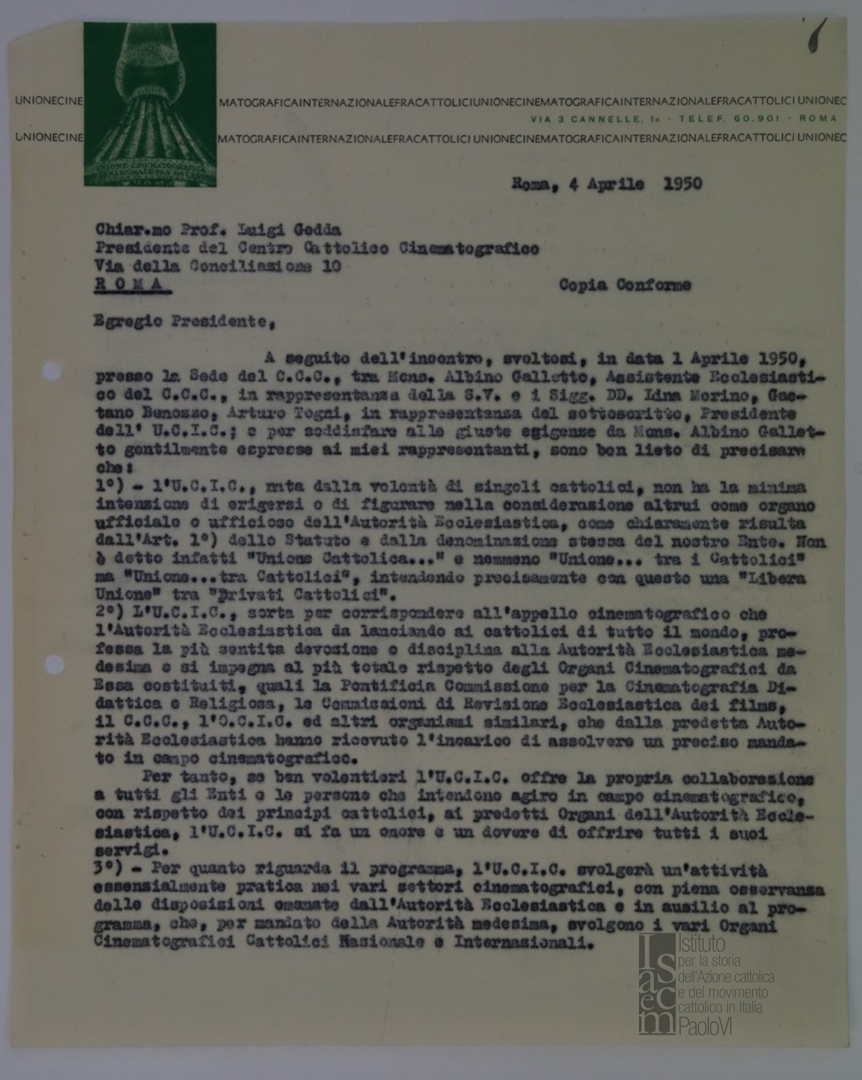 UNIONECINEMATOGRAFICAINTERNAZIONALEFRACATTOLICIUNIONECINEMATOGRAFICAINTERNAZIONALEFRACATTOLICI UNIONEC
VIA 3 CANNELLE, 1a - TELEF. 60.901 - ROMA
UNIONECINEMATOGRAFICAINTERNAZIONALEFRACATTOLICI UNIONECINEMATOGRAFICAINTERNAZIONALEFRACATTOLICI UNIONEC
UNIONE CINEMATOGRAFICA
INTERNAZIONALE FRA CATTOLICI
ROMA
Roma, 4 Aprile 1950
Chiar.mo Prof. Luigi Gedda
Presidente del Centro Cattolico Cinematografico
Via della Conciliazione 10
R O M A
Copia Conforme
Egregio Presidente,
A seguito dell'incontro, svoltosi, in data 1 Aprile 1950,
presso la Sede del C.C.C., tra Mons. Albino Galletto, Assistente Ecclesiasti-
co del C.C.C., in rappresentanza della S.V. e i Sigg. DD. Lina Morino, Gae-
tano Benozzo, Arturo Togni, in rappresentanza del sottoscritto, Presidente
dell' U.C.I.C.; e per soddisfare alle giuste esigenze da Mons. Albino Gallet-
to gentilmente espresse ai miei rappresentanti, sono ben lieto di precisare
che:
1°) - l'U.C.I.C., nata dalla volontà di singoli cattolici, non ha la minima
intenzione di erigersi o di figurare nella considerazione altrui come organo
ufficiale o ufficioso dell'Autorità Ecclesiastica, come chiaramente risulta
dall'Art. 1°) dello Statuto e dalla denominazione stessa del nostro Ente. Non
è detto infatti "Unione Cattolica..." e nemmeno "Unione... tra i Cattolici"
ma "Unione...tra Cattolici", intendendo precisamente con questo una "Libera
Unione" tra "Privati Cattolici".
2°) L'U.C.I.C., sorta per corrispondere all'appello cinematografico che
l'Autorità Ecclesiastica da lanciando ai cattolici di tutto il mondo, pro-
fessa la più sentita devozione e disciplina alla Autorità Ecclesiastica me-
desima e si impegna al più totale rispetto degli Organi Cinematografici da
Essa costituiti, quali la Pontificia Commissione per la Cinematografia Di-
dattica e Religiosa, le Commissioni di Revisione Ecclesiastica dei films,
il C.C.C., l'O.C.I.C. ed altri organismi similari, che dalla predetta Auto-
rità Ecclesiastica hanno ricevuto l'incarico di assolvere un preciso manda-
to in campo cinematografico.
Per tanto, se ben volentieri l'U.C.I.C. offre la propria collaborazione
a tutti gli Enti e le persone che intendono agire in campo cinematografico,
con rispetto dei principi cattolici, ai predetti Organi dell'Autorità Eccle-
siastica, l'U.C.I.C. si fa un onore e un dovere di offrire tutti i suoi
servigi.
3°) - Per quanto riguarda il programma, l'U.C.I.C. svolgerà un'attività
essenzialmente pratica nei vari settori cinematografici, con piena osservanza
delle disposizioni emanate dall'Autorità Ecclesiastica e in ausilio al pro-
gramma, che, per mandato della Autorità medesima, svolgono i vari Organi
Cinematografici Cattolici Nazionale e Internazionali.
Isacem
Istituto
per la storia
dell'Azione cattolica
e del movimento
cattolico in Italia
PaoloVI